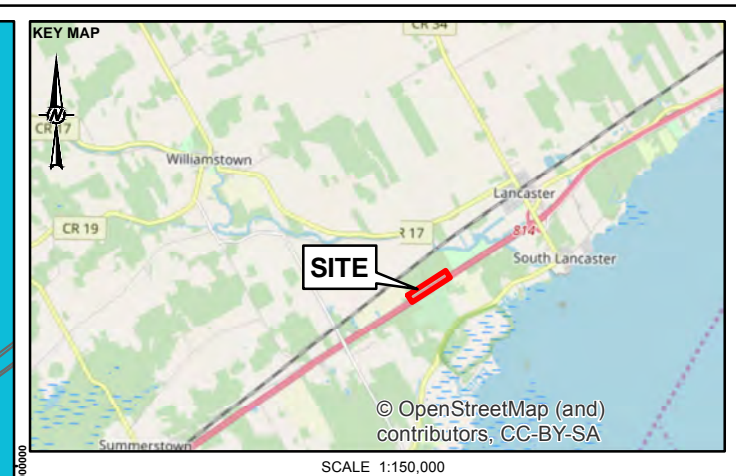 KEY MAP
CR 34
N
CR 17
Williamstown
Lancaster
CR 19
R 17
814
South Lancaster
SITE
© OpenStreetMap (and)
contributors, CC-BY-SA
Summerstown
SCALE 1:150,000